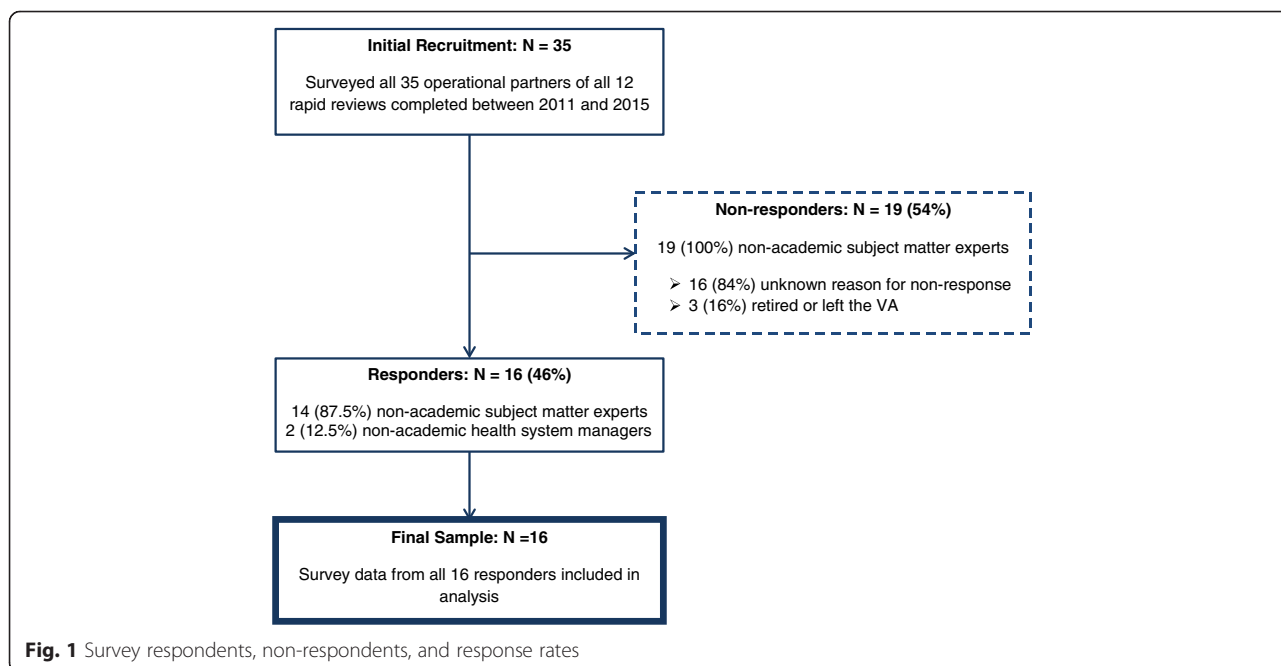 Initial Recruitment: N = 35
Surveyed all 35 operational partners of all 12
rapid reviews completed between 2011 and 2015
Non-responders: N = 19 (54%)
19 (100%) non-academic subject matter experts
➢ 16 (84%) unknown reason for non-response
➢ 3 (16%) retired or left the VA
Responders: N = 16 (46%)
14 (87.5%) non-academic subject matter experts
2 (12.5%) non-academic health system managers
Final Sample: N =16
Survey data from all 16 responders included in
analysis
Fig. 1 Survey respondents, non-respondents, and response rates